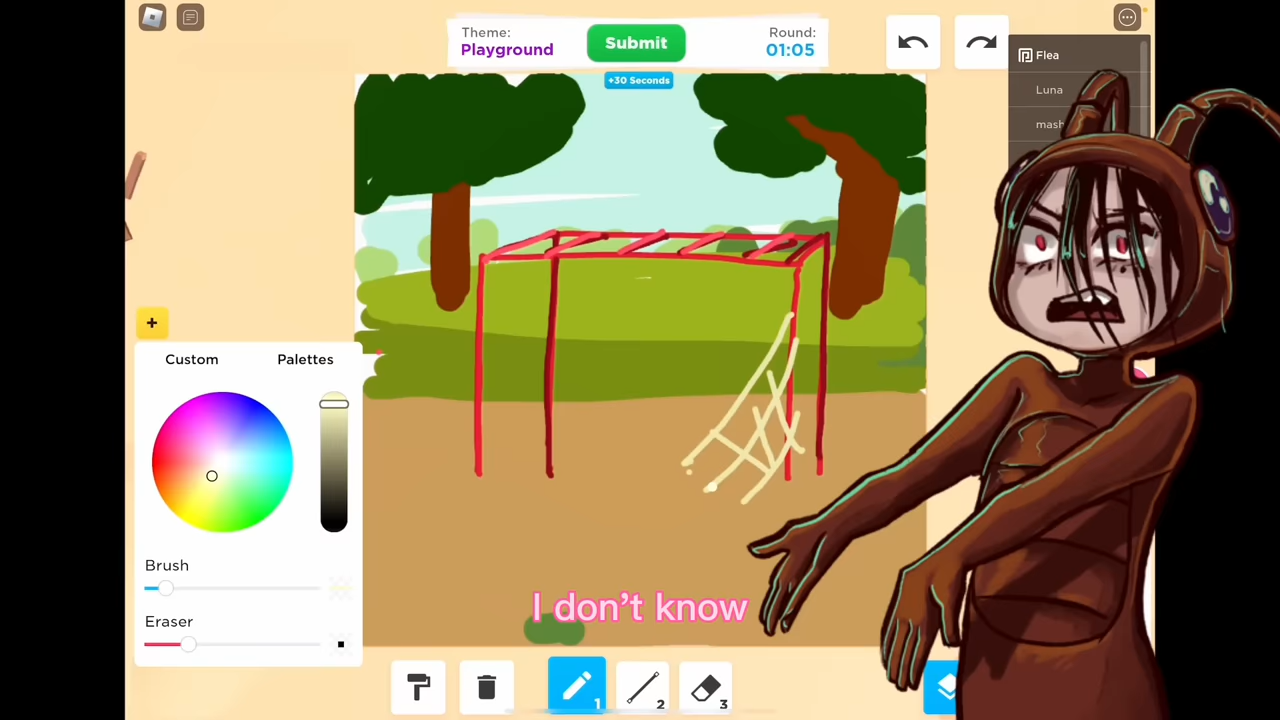 Theme:
Playground
Submit
Round:
01:05
+30 Seconds
Flea
Luna
mash
+
Custom
Palettes
Brush
Eraser
I don't know
1
2
3